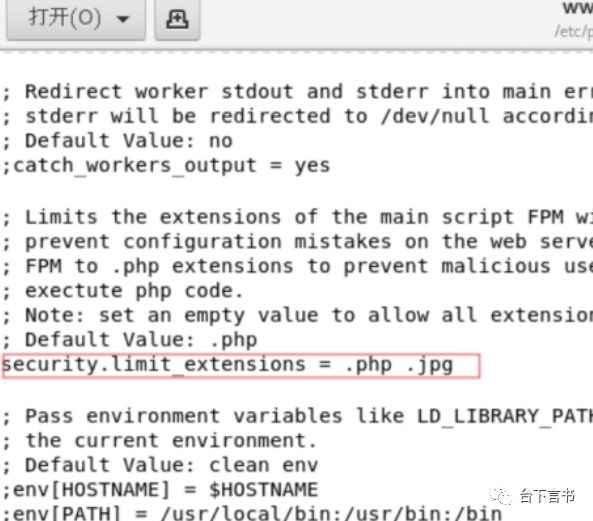 打开(O)
www
/etc/p
; Redirect worker stdout and stderr into main err
; stderr will be redirected to /dev/null accordin
; Default Value: no
;catch_workers_output = yes
; Limits the extensions of the main script FPM wi
; prevent configuration mistakes on the web serve
; FPM to .php extensions to prevent malicious use
; exectute php code.
; Note: set an empty value to allow all extension
; Default Value: .php
security.limit_extensions = .php .jpg
; Pass environment variables like LD_LIBRARY_PATH
; the current environment.
; Default Value: clean env
;env[HOSTNAME] = $HOSTNAME
;env[PATH] = /usr/local/bin:/usr/bin:/bin
台下言书